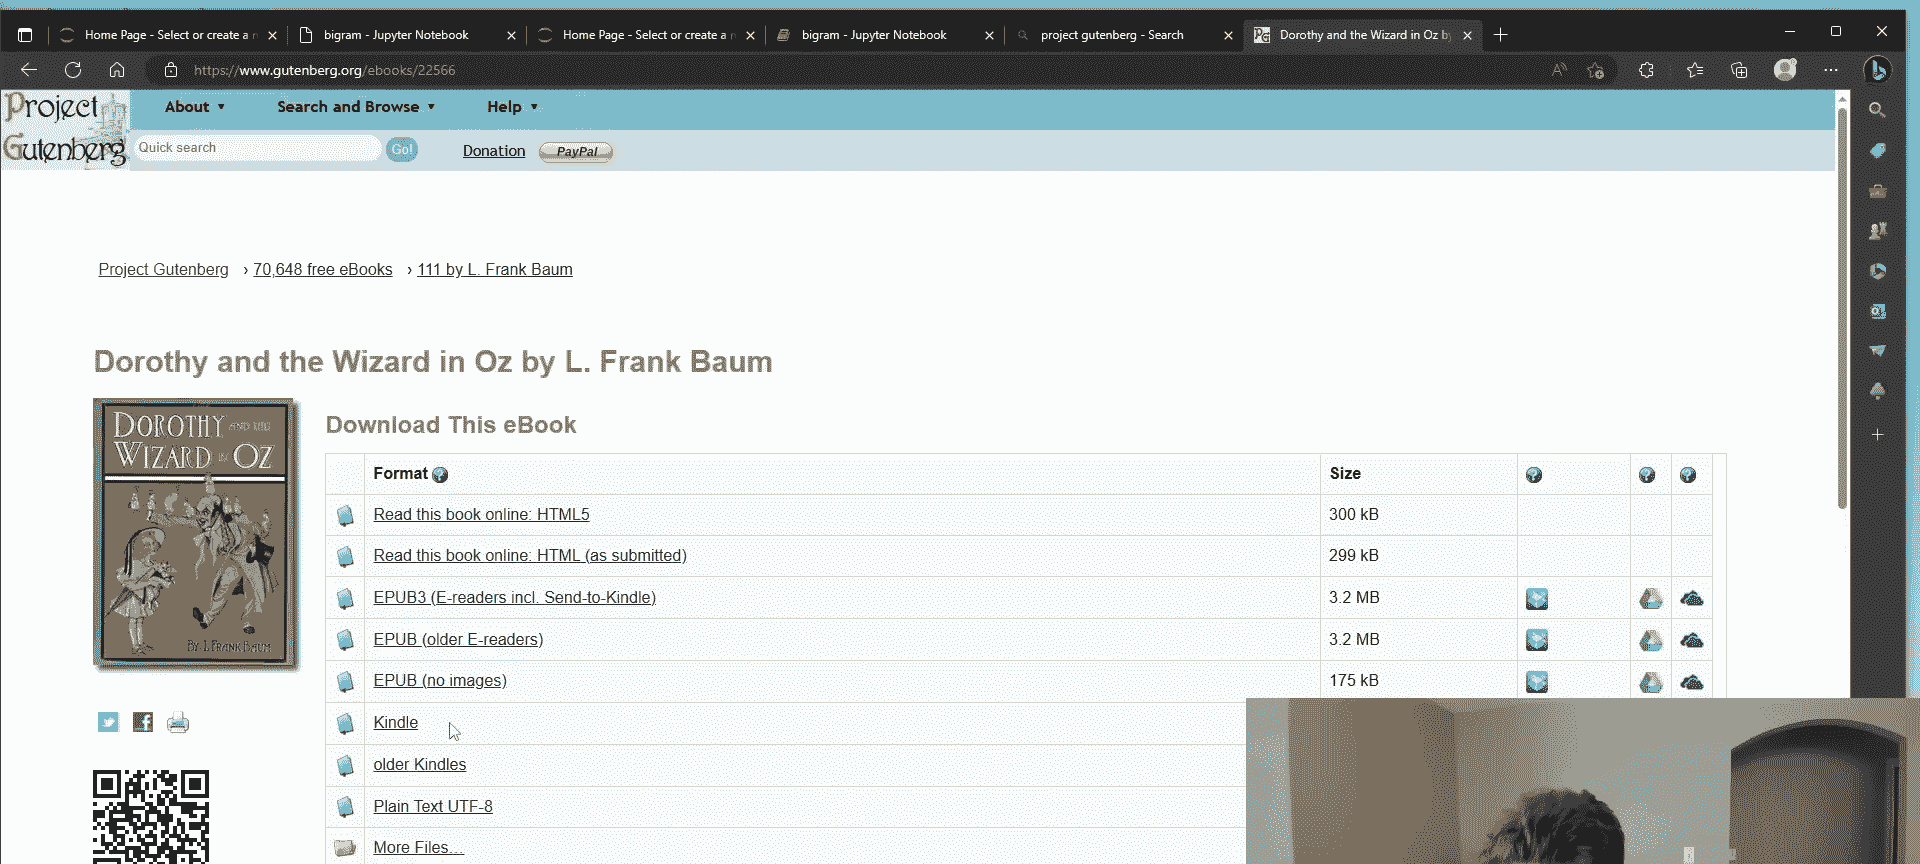 Home Page - Select or create a n
bigram - Jupyter Notebook
Home Page - Select or create a n
bigram - Jupyter Notebook
project gutenberg - Search
Dorothy and the Wizard in Oz by
https://www.gutenberg.org/ebooks/22566
Project
Gutenberg
About ▼
Search and Browse ▼
Help ▼
Quick search
Go!
Donation
PayPal
Project Gutenberg › 70,648 free eBooks › 111 by L. Frank Baum
Dorothy and the Wizard in Oz by L. Frank Baum
DOROTHY AND THE
WIZARD IN OZ
BY L. FRANK BAUM
Download This eBook
Format ? Size ? ? ?
Read this book online: HTML5 300 kB
Read this book online: HTML (as submitted) 299 kB
EPUB3 (E-readers incl. Send-to-Kindle) 3.2 MB
EPUB (older E-readers) 3.2 MB
EPUB (no images) 175 kB
Kindle
older Kindles
Plain Text UTF-8
More Files...